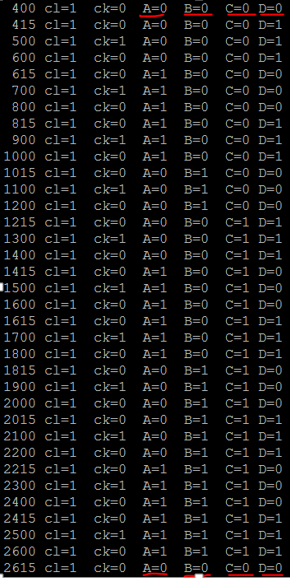 400 cl=1 ck=0 A=0 B=0 C=0 D=0
415 cl=1 ck=0 A=0 B=0 C=0 D=1
500 cl=1 ck=1 A=0 B=0 C=0 D=1
600 cl=1 ck=0 A=0 B=0 C=0 D=1
615 cl=1 ck=0 A=1 B=0 C=0 D=0
700 cl=1 ck=1 A=1 B=0 C=0 D=0
800 cl=1 ck=0 A=1 B=0 C=0 D=0
815 cl=1 ck=0 A=1 B=0 C=0 D=1
900 cl=1 ck=1 A=1 B=0 C=0 D=1
1000 cl=1 ck=0 A=1 B=0 C=0 D=1
1015 cl=1 ck=0 A=0 B=1 C=0 D=0
1100 cl=1 ck=1 A=0 B=1 C=0 D=0
1200 cl=1 ck=0 A=0 B=1 C=0 D=0
1215 cl=1 ck=0 A=0 B=0 C=1 D=1
1300 cl=1 ck=1 A=0 B=0 C=1 D=1
1400 cl=1 ck=0 A=0 B=0 C=1 D=1
1415 cl=1 ck=0 A=1 B=0 C=1 D=0
1500 cl=1 ck=1 A=1 B=0 C=1 D=0
1600 cl=1 ck=0 A=1 B=0 C=1 D=0
1615 cl=1 ck=0 A=1 B=0 C=1 D=1
1700 cl=1 ck=1 A=1 B=0 C=1 D=1
1800 cl=1 ck=0 A=1 B=0 C=1 D=1
1815 cl=1 ck=0 A=0 B=1 C=1 D=0
1900 cl=1 ck=1 A=0 B=1 C=1 D=0
2000 cl=1 ck=0 A=0 B=1 C=1 D=0
2015 cl=1 ck=0 A=0 B=1 C=1 D=1
2100 cl=1 ck=1 A=0 B=1 C=1 D=1
2200 cl=1 ck=0 A=0 B=1 C=1 D=1
2215 cl=1 ck=0 A=1 B=1 C=1 D=0
2300 cl=1 ck=1 A=1 B=1 C=1 D=0
2400 cl=1 ck=0 A=1 B=1 C=1 D=0
2415 cl=1 ck=0 A=1 B=1 C=1 D=1
2500 cl=1 ck=1 A=1 B=1 C=1 D=1
2600 cl=1 ck=0 A=1 B=1 C=1 D=1
2615 cl=1 ck=0 A=0 B=0 C=0 D=0